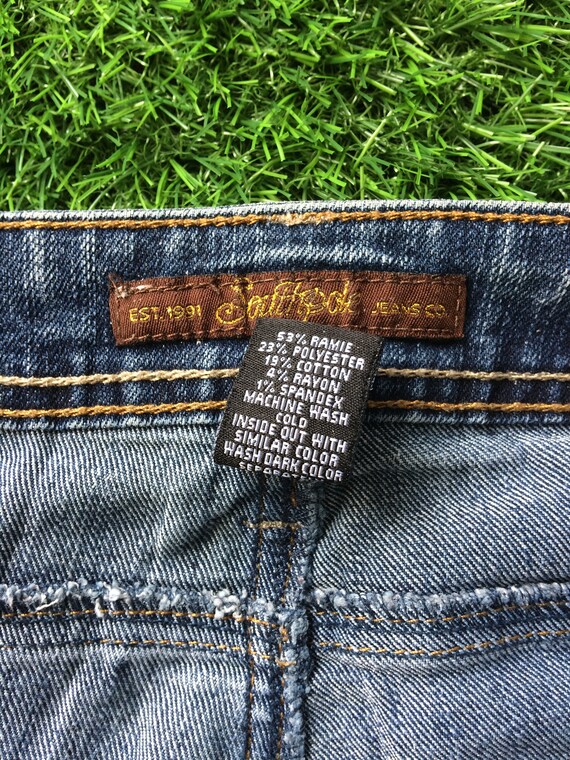 EST. 1991 Southpole JEANS CO.
53% RAMIE
23% POLYESTER
19% COTTON
4% RAYON
1% SPANDEX
MACHINE WASH
COLD
INSIDE OUT WITH
SIMILAR COLOR
WASH DARK COLOR